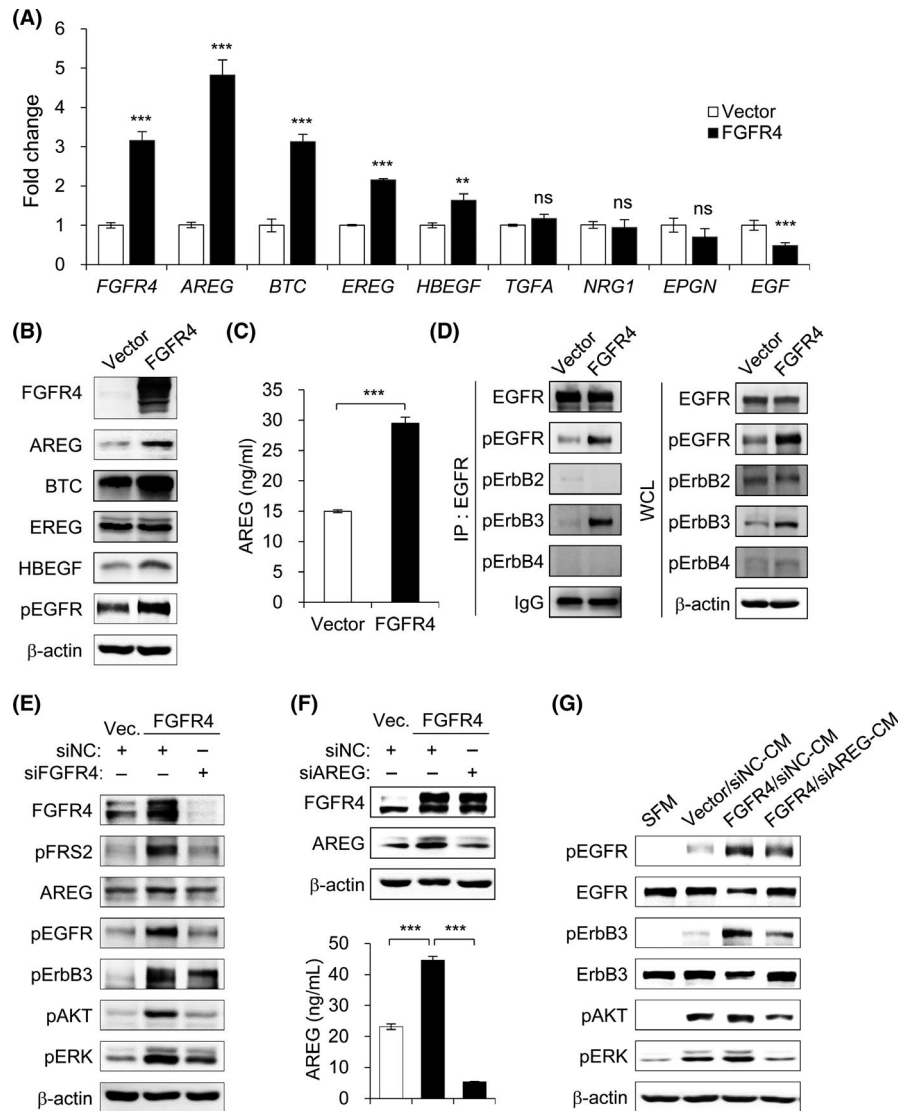 (A)
6
5
4
3
2
1
0
Fold change
***
***
***
***
**
ns
ns
ns
***
Vector
FGFR4
FGFR4 AREG BTC EREG HBEGF TGFA NRG1 EPGN EGF
(B)
Vector FGFR4
FGFR4
AREG
BTC
EREG
HBEGF
pEGFR
β-actin
(C)
35
30
25
20
15
10
5
0
AREG (ng/ml)
***
Vector FGFR4
(D)
Vector FGFR4
IP : EGFR
EGFR
pEGFR
pErbB2
pErbB3
pErbB4
IgG
Vector FGFR4
WCL
EGFR
pEGFR
pErbB2
pErbB3
pErbB4
β-actin
(E)
Vec. FGFR4
siNC: + + –
siFGFR4: – – +
FGFR4
pFRS2
AREG
pEGFR
pErbB3
pAKT
pERK
β-actin
(F)
Vec. FGFR4
siNC: + + –
siAREG: – – +
FGFR4
AREG
β-actin
50
40
30
20
10
0
AREG (ng/mL)
*** ***
(G)
SFM Vector/siNC-CM FGFR4/siNC-CM FGFR4/siAREG-CM
pEGFR
EGFR
pErbB3
ErbB3
pAKT
pERK
β-actin